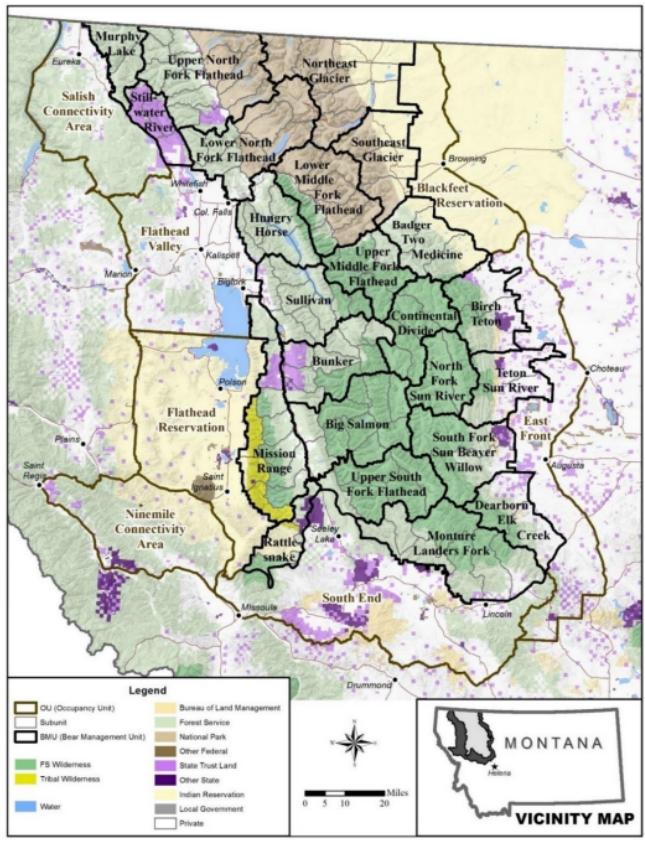 Murphy
Lake
Eureka
Upper North
Fork Flathead
Northeast
Glacier
Salish
Connectivity
Area
Still-
water
River
Lower North
Fork Flathead
Southeast
Glacier
Browning
Lower
Middle
Fork
Flathead
Whitefish
Col. Falls
Blackfeet
Reservation
Hungry
Horse
Badger
Two
Medicine
Flathead
Valley
Kalispell
Upper
Middle Fork
Flathead
Marion
Bigfork
Sullivan
Continental
Divide
Birch
Teton
Bunker
North
Fork
Sun River
Teton
Sun River
Choteau
Polson
Flathead
Reservation
Big Salmon
East
Front
Plains
Mission
Range
South Fork
Sun Beaver
Willow
Augusta
Saint
Regis
Saint
Ignatius
Upper South
Fork Flathead
Ninemile
Connectivity
Area
Dearborn
Elk
Creek
Seeley
Lake
Rattle-
snake
Monture
Landers Fork
Missoula
South End
Lincoln
Drummond
Legend
OU (Occupancy Unit)
Subunit
BMU (Bear Management Unit)
FS Wilderness
Tribal Wilderness
Water
Bureau of Land Management
Forest Service
National Park
Other Federal
State Trust Land
Other State
Indian Reservation
Local Government
Private
N
W E
S
Miles
0 5 10 20
MONTANA
Helena
VICINITY MAP